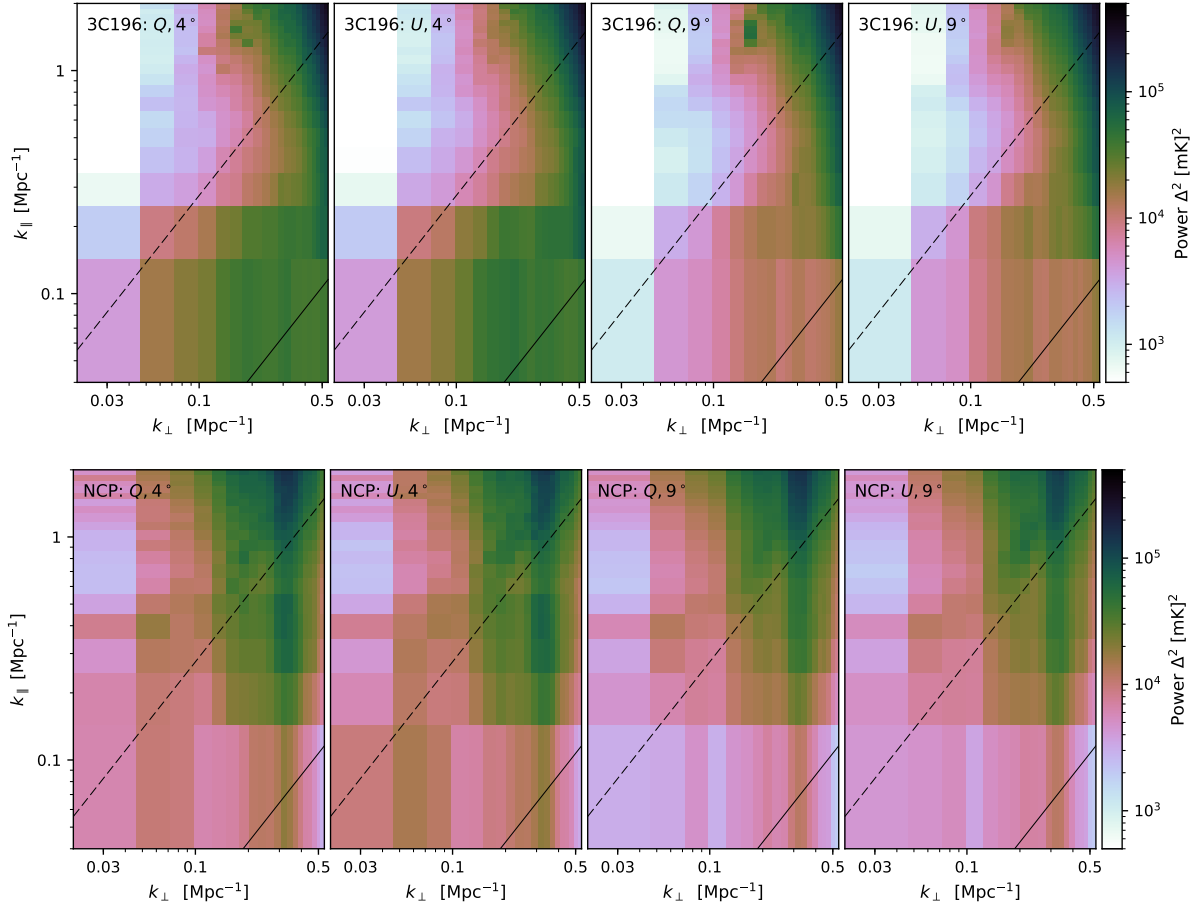 3C196: Q, 4°
3C196: U, 4°
3C196: Q, 9°
3C196: U, 9°
1
0.1
k∥ [Mpc⁻¹]
0.03 0.1 0.5
0.03 0.1 0.5
0.03 0.1 0.5
0.03 0.1 0.5
k⊥ [Mpc⁻¹]
k⊥ [Mpc⁻¹]
k⊥ [Mpc⁻¹]
k⊥ [Mpc⁻¹]
10⁵
10⁴
10³
Power Δ² [mK]²
NCP: Q, 4°
NCP: U, 4°
NCP: Q, 9°
NCP: U, 9°
1
0.1
k∥ [Mpc⁻¹]
0.03 0.1 0.5
0.03 0.1 0.5
0.03 0.1 0.5
0.03 0.1 0.5
k⊥ [Mpc⁻¹]
k⊥ [Mpc⁻¹]
k⊥ [Mpc⁻¹]
k⊥ [Mpc⁻¹]
10⁵
10⁴
10³
Power Δ² [mK]²